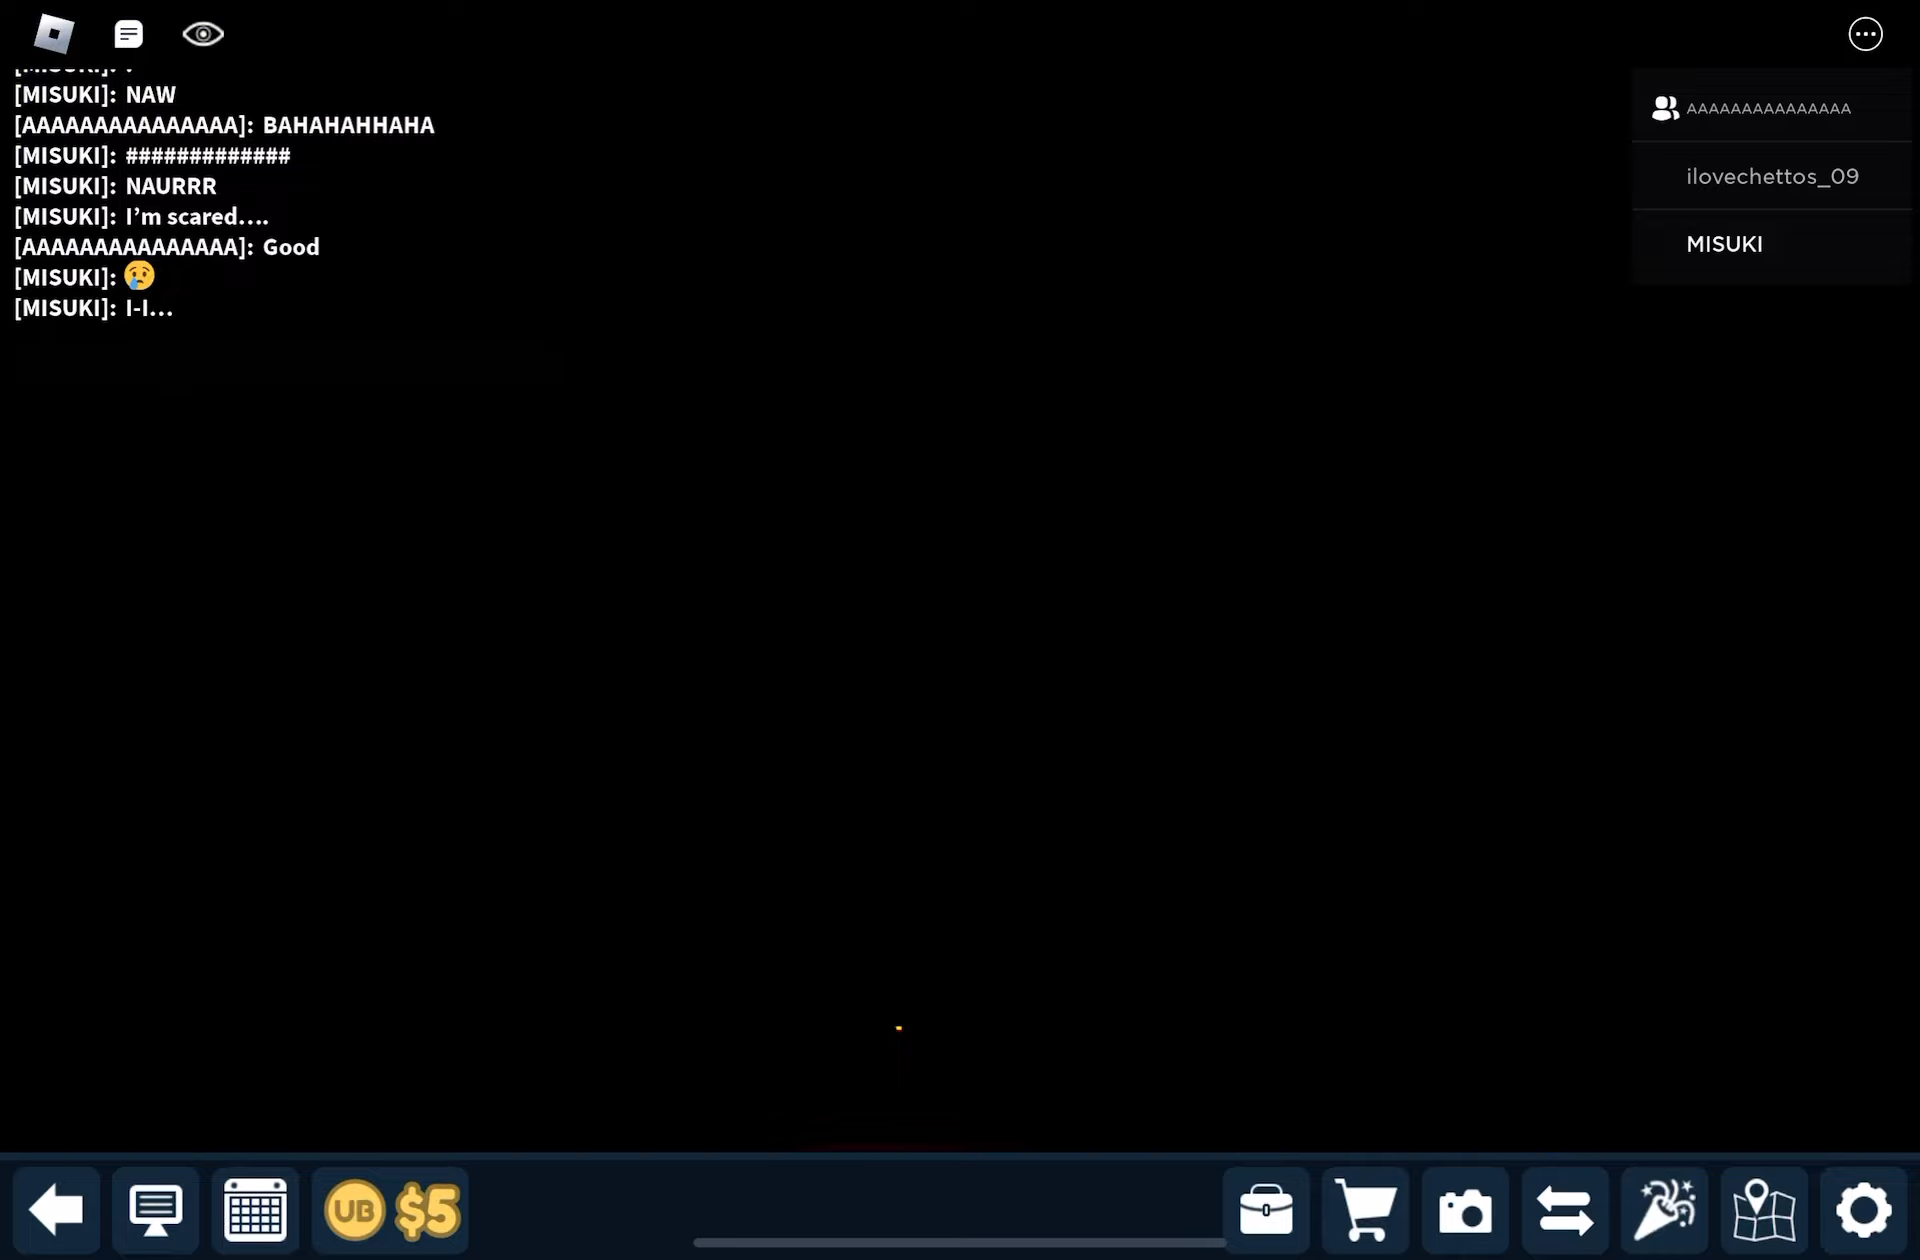 [MISUKI]: NAW
[AAAAAAAAAAAAAAA]: BAHAHAHHAHA
[MISUKI]: #############
[MISUKI]: NAURRR
[MISUKI]: I’m scared....
[AAAAAAAAAAAAAAA]: Good
[MISUKI]: 😢
[MISUKI]: I-I...
AAAAAAAAAAAAAAA
ilovechettos_09
MISUKI
UB $5